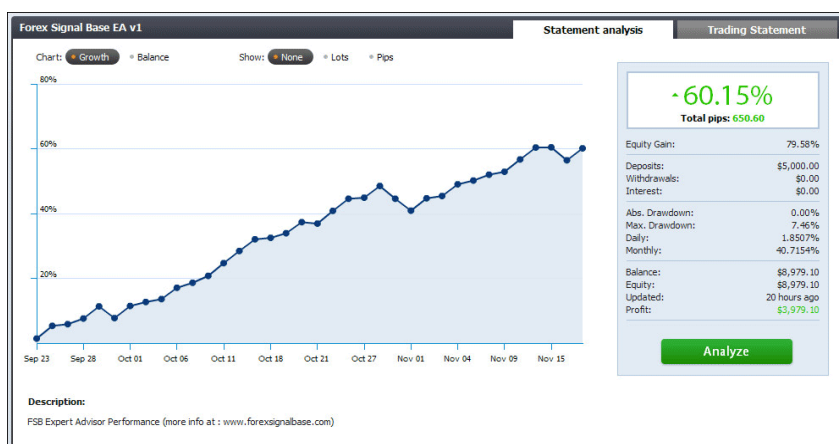 Forex Signal Base EA v1
Statement analysis
Trading Statement
Chart: Growth Balance Show: None Lots Pips
80%
60%
40%
20%
Sep 23 Sep 28 Oct 01 Oct 06 Oct 11 Oct 18 Oct 21 Oct 27 Nov 01 Nov 04 Nov 09 Nov 15
60.15%
Total pips: 650.60
Equity Gain: 79.58%
Deposits: $5,000.00
Withdrawals: $0.00
Interest: $0.00
Abs. Drawdown: 0.00%
Max. Drawdown: 7.46%
Daily: 1.8507%
Monthly: 40.7154%
Balance: $8,979.10
Equity: $8,979.10
Updated: 20 hours ago
Profit: $3,979.10
Analyze
Description:
FSB Expert Advisor Performance (more info at : www.forexsignalbase.com)